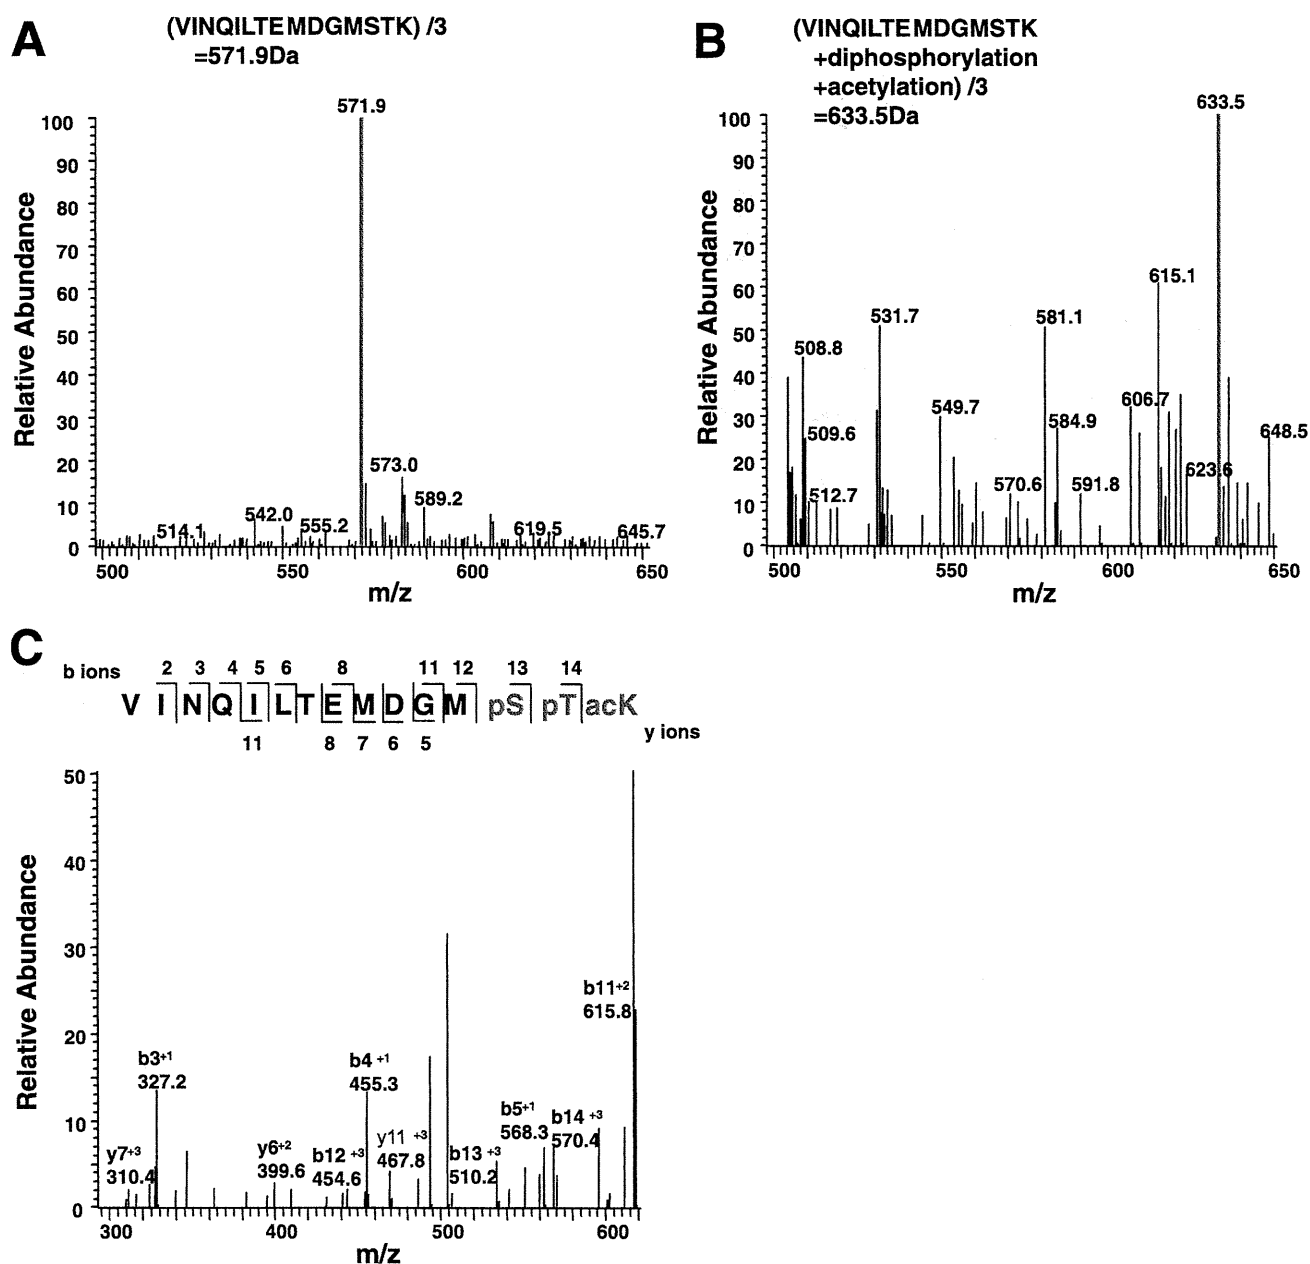 A
(VINQILTEMDGMSTK) /3
=571.9Da
571.9
100
90
80
70
60
50
40
30
20
10
0
Relative Abundance
573.0
589.2
514.1
542.0
555.2
619.5
645.7
500
550
600
650
m/z
B
(VINQILTEMDGMSTK
+diphosphorylation
+acetylation) /3
=633.5Da
633.5
100
90
80
70
60
50
40
30
20
10
0
Relative Abundance
615.1
531.7
581.1
508.8
549.7
606.7
509.6
584.9
648.5
570.6
591.8
623.6
512.7
500
550
600
650
m/z
C
b ions
2 3 4 5 6 8 11 12 13 14
V I N Q I L T E M D G M pS pT acK
11 8 7 6 5
y ions
50
40
30
20
10
0
Relative Abundance
b11+2
615.8
b3+1
327.2
b4 +1
455.3
b5+1
568.3
b14 +3
570.4
y7+3
310.4
y6+2
399.6
b12 +3
454.6
y11 +3
467.8
b13 +3
510.2
300
400
500
600
m/z